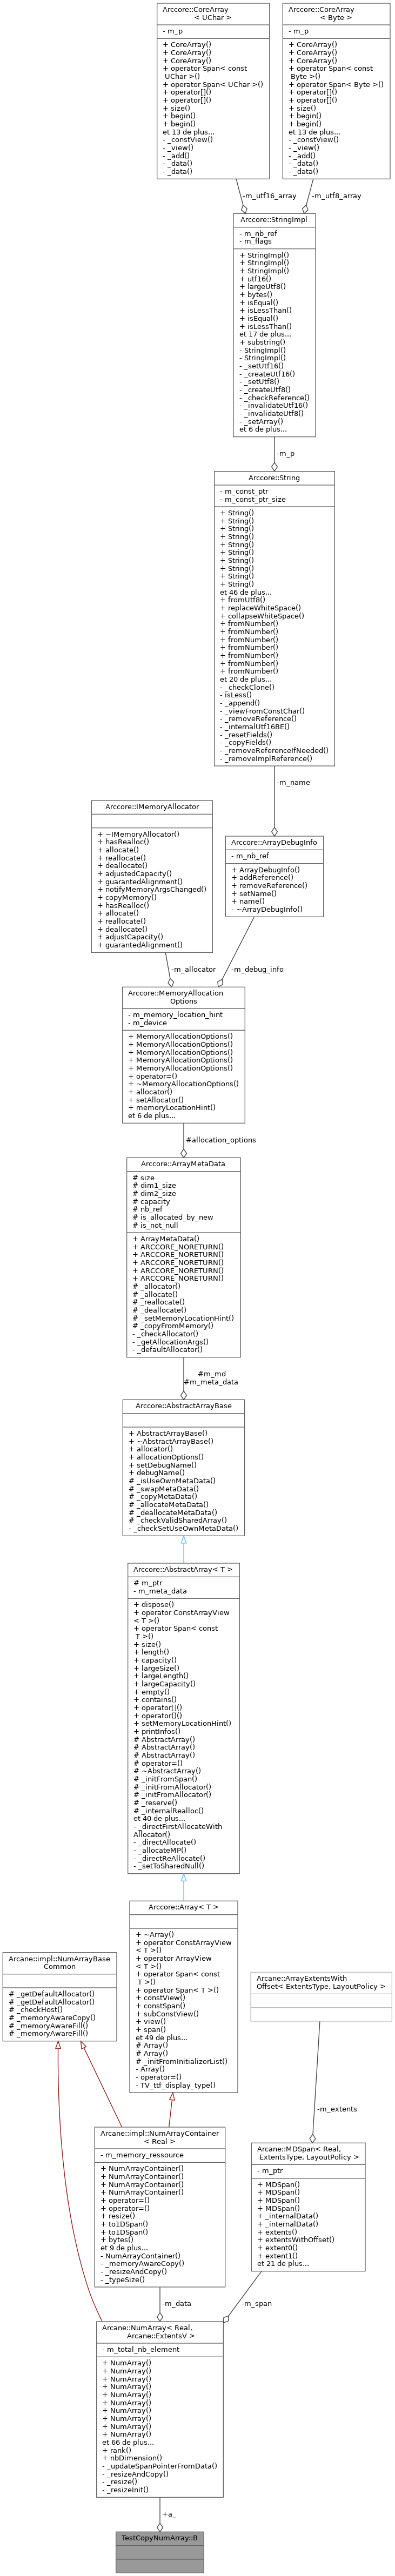 Arccore::CoreArray
< UChar >
- m_p
+ CoreArray()
+ CoreArray()
+ CoreArray()
+ operator Span< const
UChar >()
+ operator Span< UChar >()
+ operator[]()
+ operator[]()
+ size()
+ begin()
+ begin()
et 13 de plus...
- _constView()
- _view()
- _add()
- _data()
- _data()
Arccore::CoreArray
< Byte >
- m_p
+ CoreArray()
+ CoreArray()
+ CoreArray()
+ operator Span< const
Byte >()
+ operator Span< Byte >()
+ operator[]()
+ operator[]()
+ size()
+ begin()
+ begin()
et 13 de plus...
- _constView()
- _view()
- _add()
- _data()
- _data()
-m_utf16_array
-m_utf8_array
Arccore::StringImpl
- m_nb_ref
- m_flags
+ StringImpl()
+ StringImpl()
+ StringImpl()
+ utf16()
+ largeUtf8()
+ bytes()
+ isEqual()
+ isLessThan()
+ isEqual()
+ isLessThan()
et 17 de plus...
+ substring()
- StringImpl()
- StringImpl()
- _setUtf16()
- _createUtf16()
- _setUtf8()
- _createUtf8()
- _checkReference()
- _invalidateUtf16()
- _invalidateUtf8()
- _setArray()
et 6 de plus...
-m_p
Arccore::String
- m_const_ptr
- m_const_ptr_size
+ String()
+ String()
+ String()
+ String()
+ String()
+ String()
+ String()
+ String()
+ String()
+ String()
et 46 de plus...
+ fromUtf8()
+ replaceWhiteSpace()
+ collapseWhiteSpace()
+ fromNumber()
+ fromNumber()
+ fromNumber()
+ fromNumber()
+ fromNumber()
+ fromNumber()
+ fromNumber()
et 20 de plus...
- _checkClone()
- isLess()
- _append()
- _viewFromConstChar()
- _removeReference()
- _internalUtf16BE()
- _resetFields()
- _copyFields()
- _removeReferenceIfNeeded()
- _removeImplReference()
-m_name
Arccore::IMemoryAllocator
+ ~IMemoryAllocator()
+ hasRealloc()
+ allocate()
+ reallocate()
+ deallocate()
+ adjustedCapacity()
+ guarantedAlignment()
+ notifyMemoryArgsChanged()
+ copyMemory()
+ hasRealloc()
+ allocate()
+ reallocate()
+ deallocate()
+ adjustCapacity()
+ guarantedAlignment()
Arccore::ArrayDebugInfo
- m_nb_ref
+ ArrayDebugInfo()
+ addReference()
+ removeReference()
+ setName()
+ name()
- ~ArrayDebugInfo()
-m_allocator
-m_debug_info
Arccore::MemoryAllocation
Options
- m_memory_location_hint
- m_device
+ MemoryAllocationOptions()
+ MemoryAllocationOptions()
+ MemoryAllocationOptions()
+ MemoryAllocationOptions()
+ MemoryAllocationOptions()
+ operator=()
+ ~MemoryAllocationOptions()
+ allocator()
+ setAllocator()
+ memoryLocationHint()
et 6 de plus...
#allocation_options
Arccore::ArrayMetaData
# size
# dim1_size
# dim2_size
# capacity
# nb_ref
# is_allocated_by_new
# is_not_null
+ ArrayMetaData()
+ ARCCORE_NORETURN()
+ ARCCORE_NORETURN()
+ ARCCORE_NORETURN()
+ ARCCORE_NORETURN()
+ ARCCORE_NORETURN()
# _allocator()
# _allocate()
# _reallocate()
# _deallocate()
# _setMemoryLocationHint()
# _copyFromMemory()
- _checkAllocator()
- _getAllocationArgs()
- _defaultAllocator()
#m_md
#m_meta_data
Arccore::AbstractArrayBase
+ AbstractArrayBase()
+ ~AbstractArrayBase()
+ allocator()
+ allocationOptions()
+ setDebugName()
+ debugName()
# _isUseOwnMetaData()
# _swapMetaData()
# _copyMetaData()
# _allocateMetaData()
# _deallocateMetaData()
# _checkValidSharedArray()
- _checkSetUseOwnMetaData()
Arccore::AbstractArray< T >
# m_ptr
- m_meta_data
+ dispose()
+ operator ConstArrayView
< T >()
+ operator Span< const
T >()
+ size()
+ length()
+ capacity()
+ largeSize()
+ largeLength()
+ largeCapacity()
+ empty()
+ contains()
+ operator[]()
+ operator()()
+ setMemoryLocationHint()
+ printInfos()
# AbstractArray()
# AbstractArray()
# AbstractArray()
# operator=()
# ~AbstractArray()
# _initFromSpan()
# _initFromAllocator()
# _initFromAllocator()
# _reserve()
# _internalRealloc()
et 40 de plus...
- _directFirstAllocateWith
Allocator()
- _directAllocate()
- _allocateMP()
- _directReAllocate()
- _setToSharedNull()
Arccore::Array< T >
+ ~Array()
+ operator ConstArrayView
< T >()
+ operator ArrayView
< T >()
+ operator Span< const
T >()
+ operator Span< T >()
+ constView()
+ constSpan()
+ subConstView()
+ view()
+ span()
et 49 de plus...
# Array()
# Array()
# _initFromInitializerList()
- Array()
- operator=()
- TV_ttf_display_type()
Arcane::impl::NumArrayBase
Common
# _getDefaultAllocator()
# _getDefaultAllocator()
# _checkHost()
# _memoryAwareCopy()
# _memoryAwareFill()
# _memoryAwareFill()
Arcane::ArrayExtentsWith
Offset< ExtentsType, LayoutPolicy >
-m_extents
Arcane::impl::NumArrayContainer
< Real >
- m_memory_ressource
+ NumArrayContainer()
+ NumArrayContainer()
+ NumArrayContainer()
+ NumArrayContainer()
+ operator=()
+ operator=()
+ resize()
+ to1DSpan()
+ to1DSpan()
+ bytes()
et 9 de plus...
- NumArrayContainer()
- _memoryAwareCopy()
- _resizeAndCopy()
- _typeSize()
Arcane::MDSpan< Real,
ExtentsType, LayoutPolicy >
- m_ptr
+ MDSpan()
+ MDSpan()
+ MDSpan()
+ MDSpan()
+ _internalData()
+ _internalData()
+ extents()
+ extentsWithOffset()
+ extent0()
+ extent1()
et 21 de plus...
-m_data
-m_span
Arcane::NumArray< Real,
Arcane::ExtentsV >
- m_total_nb_element
+ NumArray()
+ NumArray()
+ NumArray()
+ NumArray()
+ NumArray()
+ NumArray()
+ NumArray()
+ NumArray()
+ NumArray()
+ NumArray()
et 66 de plus...
+ rank()
+ nbDimension()
- _updateSpanPointerFromData()
- _resizeAndCopy()
- _resize()
- _resizeInit()
+a_
TestCopyNumArray::B